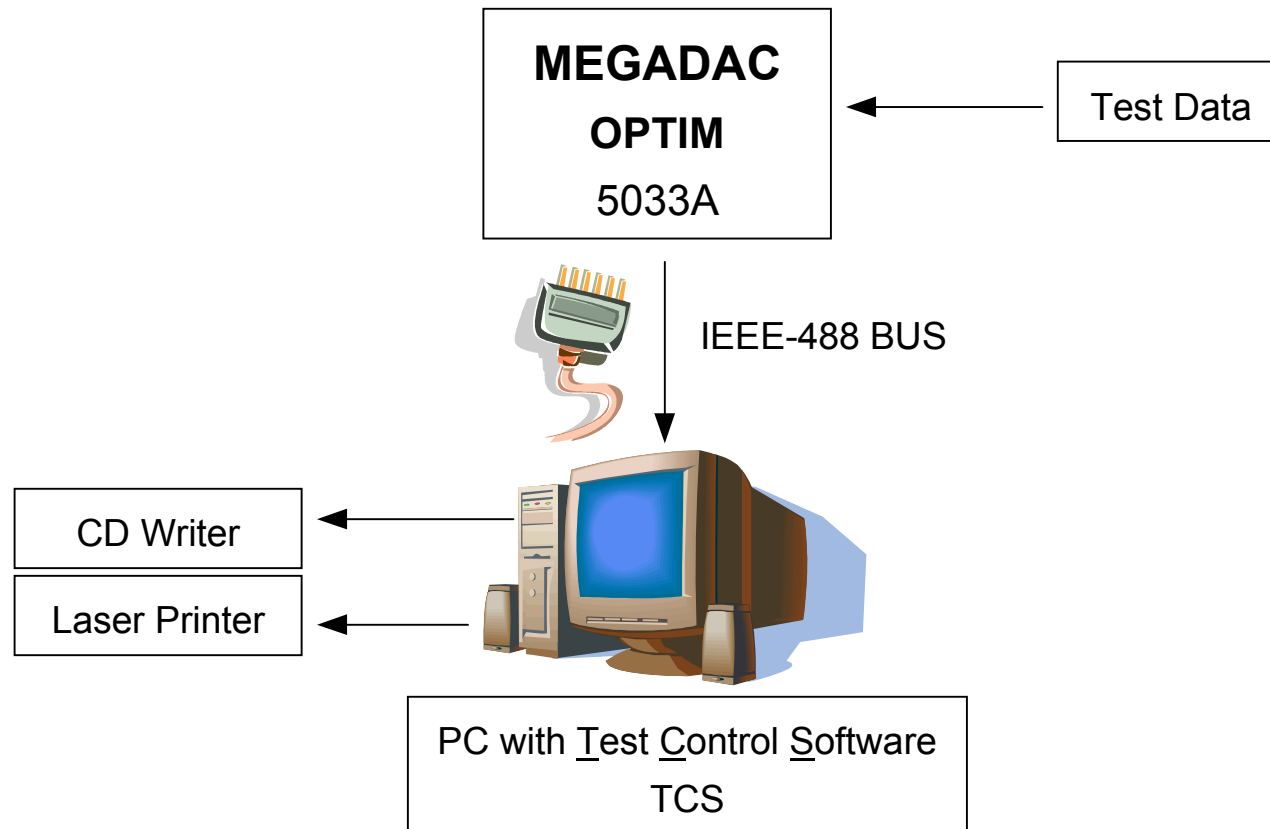 MEGADAC
OPTIM
5033A
Test Data
IEEE-488 BUS
CD Writer
Laser Printer
PC with Test Control Software
TCS